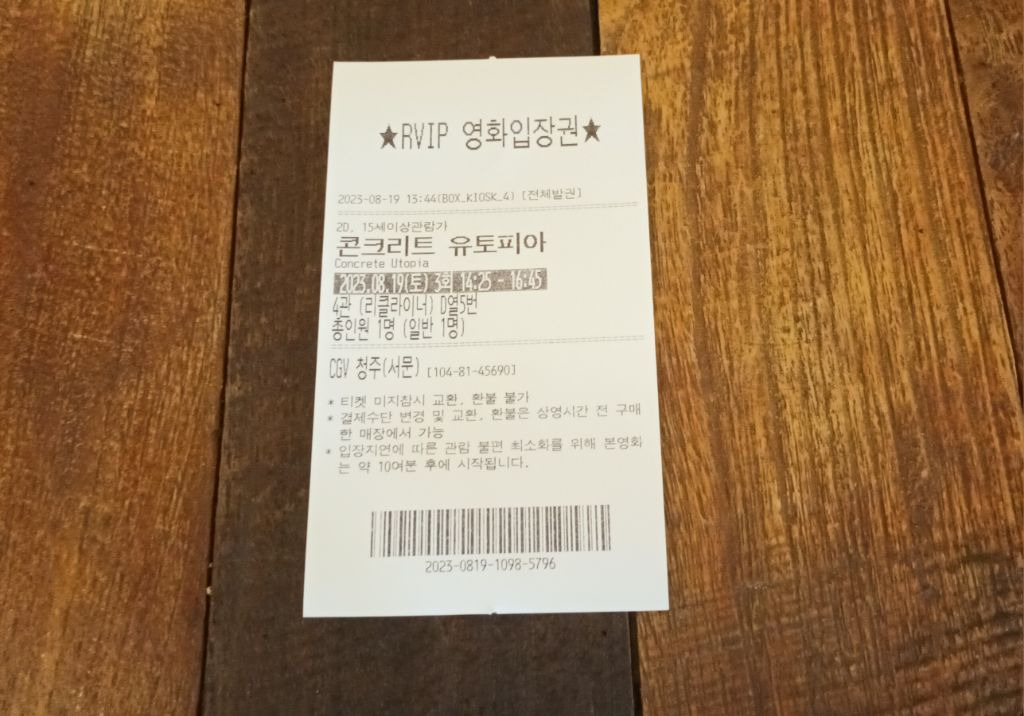 ★RVIP 영화입장권★
2023-08-19 13:44(BOX_KIOSK_4) [전체발권]
2D, 15세이상관람가
콘크리트 유토피아
Concrete Utopia
2023.08.19(토) 3회 14:25 - 16:45
4관 (리클라이너) D열5번
총인원 1명 (일반 1명)
CGV 청주(서문) [104-81-45690]
* 티켓 미지참시 교환, 환불 불가
* 결제수단 변경 및 교환, 환불은 상영시간 전 구매
한 매장에서 가능
* 입장지연에 따른 관람 불편 최소화를 위해 본영화
는 약 10여분 후에 시작됩니다.
2023-0819-1098-5796